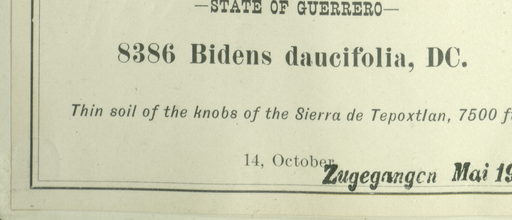 —STATE OF GUERRERO—
8386 Bidens daucifolia, DC.
Thin soil of the knobs of the Sierra de Tepoxtlan, 7500 f
14, October
Zugegangen Mai 19